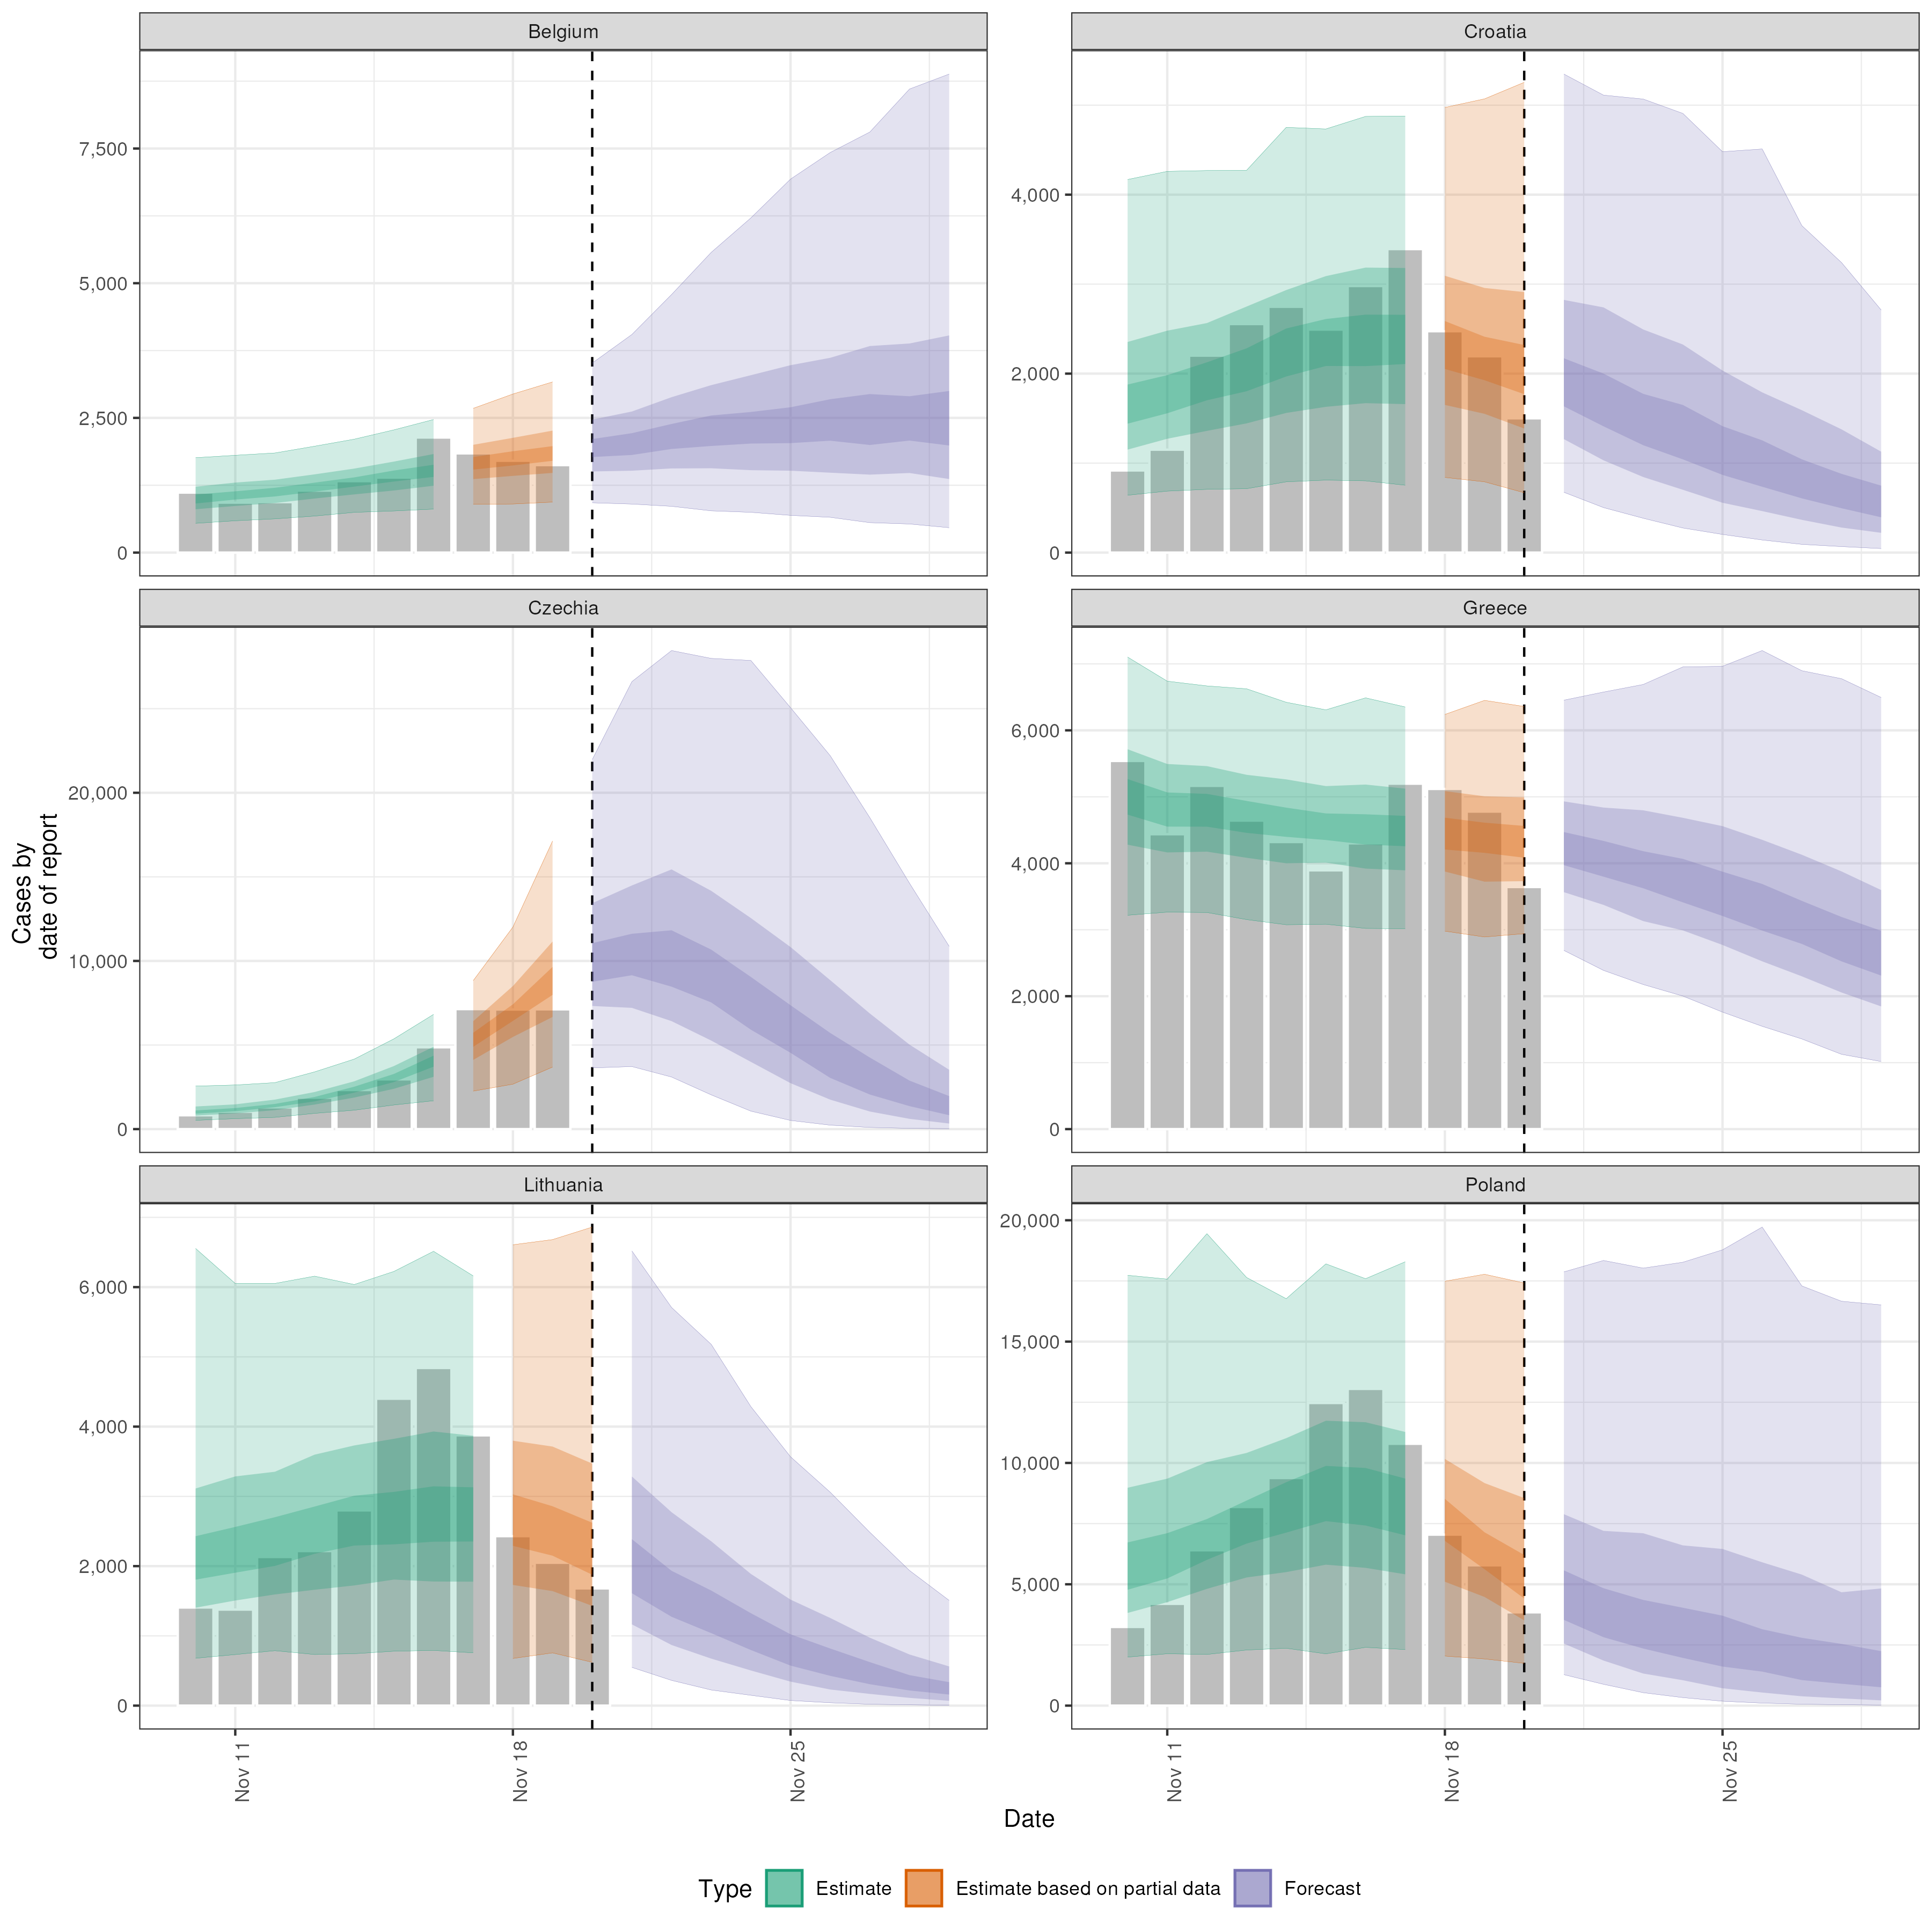 Belgium
Croatia
7,500
5,000
2,500
0
4,000
2,000
0
Czechia
Greece
20,000
10,000
0
6,000
4,000
2,000
0
Lithuania
Poland
6,000
4,000
2,000
0
20,000
15,000
10,000
5,000
0
Cases by
date of report
Nov 11
Nov 18
Nov 25
Nov 11
Nov 18
Nov 25
Date
Type
Estimate
Estimate based on partial data
Forecast